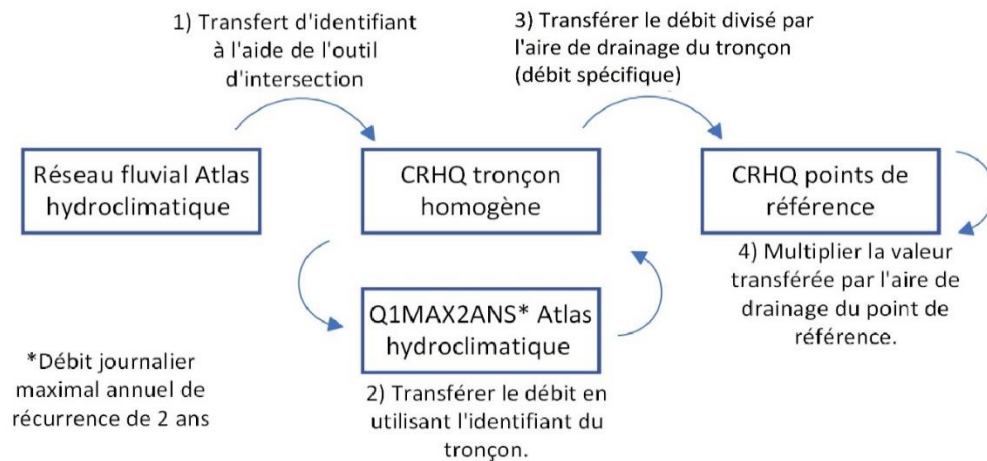 1) Transfert d'identifiant
à l'aide de l'outil
d'intersection
3) Transférer le débit divisé par
l'aire de drainage du tronçon
(débit spécifique)
Réseau fluvial Atlas
hydroclimatique
CRHQ tronçon
homogène
CRHQ points de
référence
4) Multiplier la valeur
transférée par l'aire de
drainage du point de
référence.
Q1MAX2ANS* Atlas
hydroclimatique
*Débit journalier
maximal annuel de
récurrence de 2 ans
2) Transférer le débit en
utilisant l'identifiant du
tronçon.